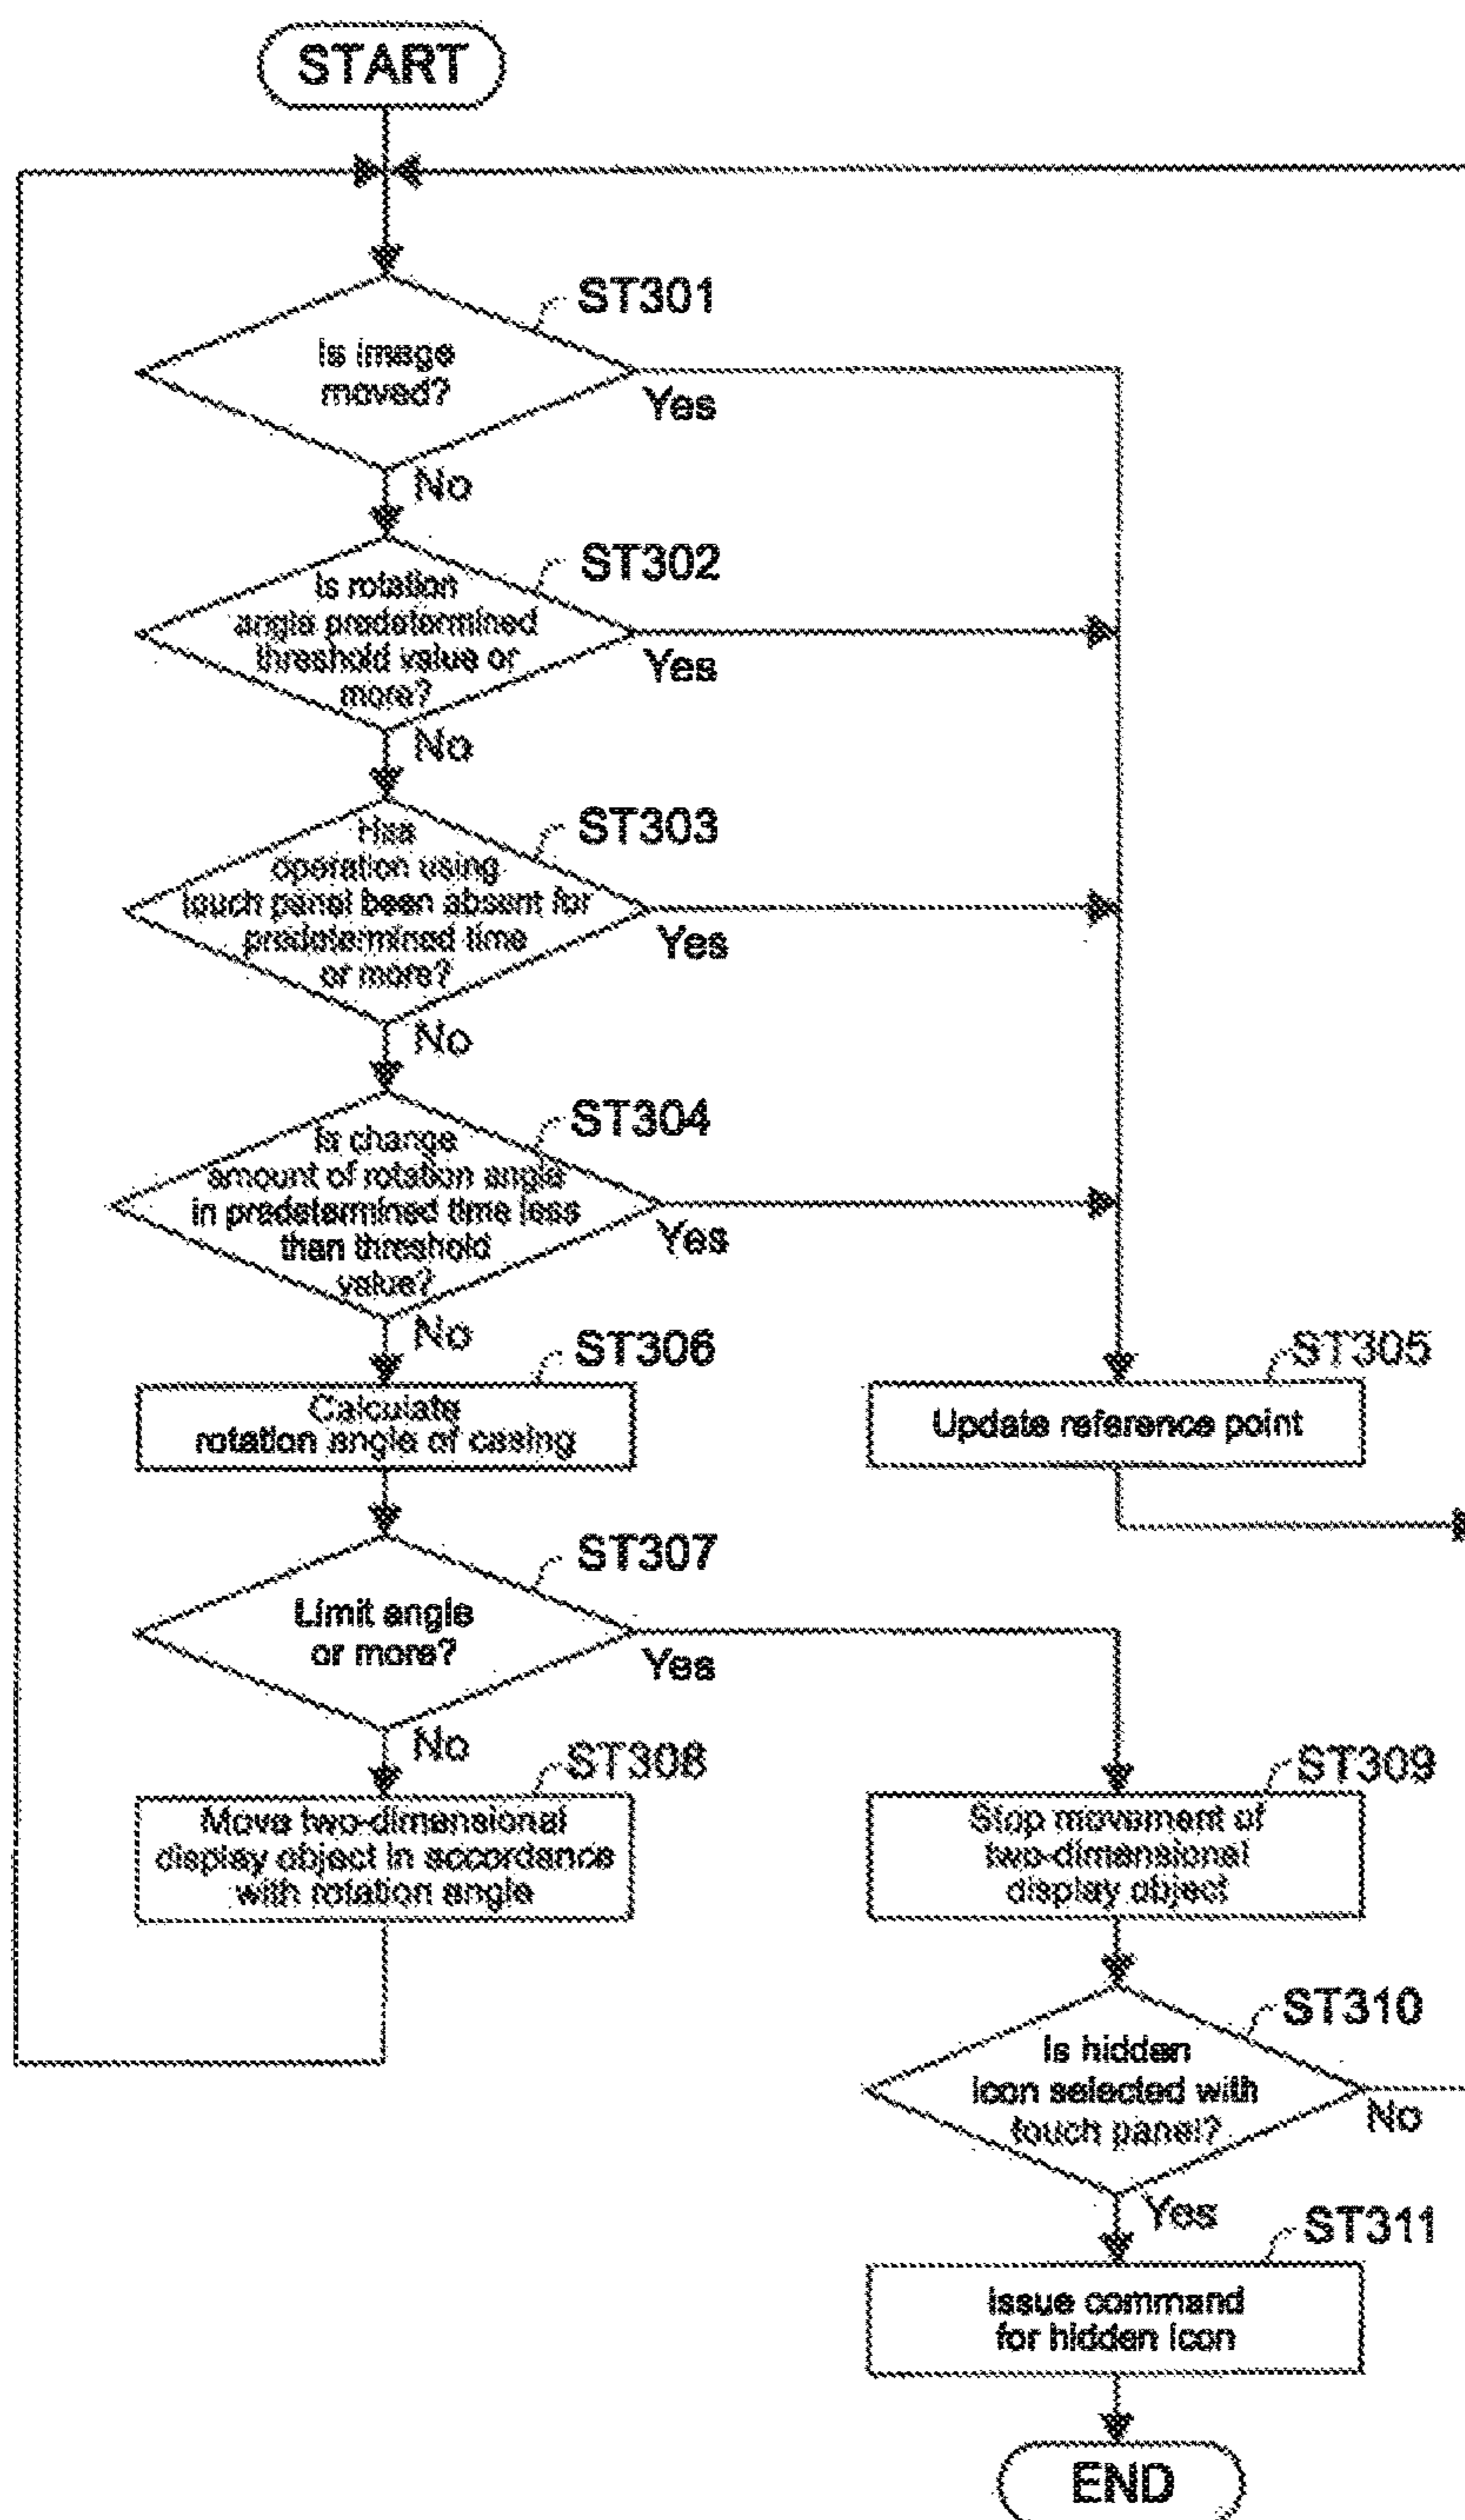 START
ST301
Is image
moved?
Yes
No
ST302
Is rotation
angle predetermined
threshold value or
more?
Yes
No
ST303
Has
operation using
touch panel been absent for
predetermined time
or more?
Yes
No
ST304
Is change
amount of rotation angle
in predetermined time less
than threshold
value?
Yes
No
ST306
Calculate
rotation angle of casing
ST305
Update reference point
ST307
Limit angle
or more?
Yes
No
ST308
Move two-dimensional
display object in accordance
with rotation angle
ST309
Stop movement of
two-dimensional
display object
ST310
Is hidden
icon selected with
touch panel?
No
Yes
ST311
Issue command
for hidden icon
END